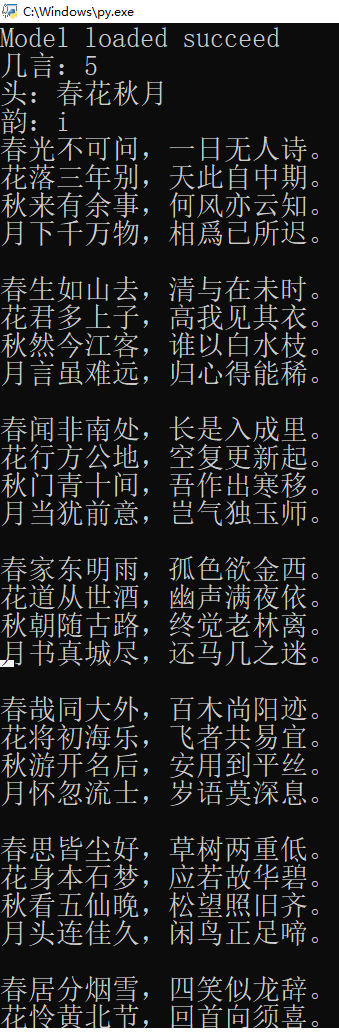 C:\Windows\py.exe
Model loaded succeed
几言: 5
头: 春花秋月
韵: i
春光不可问，一日无人诗。
花落三年别，天此自中期。
秋来有余事，何风亦云知。
月下千万物，相爲已所迟。
春生如山去，清与在未时。
花君多上子，高我见其衣。
秋然今江客，谁以白水枝。
月言虽难远，归心得能稀。
春闻非南处，长是入成里。
花行方公地，空复更新起。
秋门青十间，吾作出寒移。
月当犹前意，岂气独玉师。
春家东明雨，孤色欲金西。
花道从世酒，幽声满夜依。
秋朝随古路，终觉老林离。
月书真城尽，还马几之迷。
春哉同大外，百木尚阳迹。
花将初海乐，飞者共易宜。
秋游开名后，安用到平丝。
月怀忽流士，岁语莫深息。
春思皆尘好，草树两重低。
花身本石梦，应若故华碧。
秋看五仙晚，松望照旧齐。
月头连佳久，闲鸟正足啼。
春居分烟雪，四笑似龙辞。
花怜黄北节，回首向须喜。